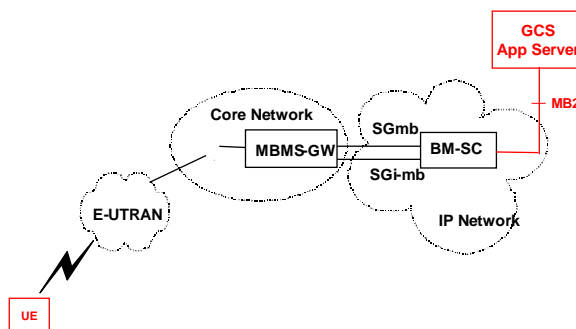 GCS
App Server
MB2
Core Network
SGmb
MBMS-GW
BM-SC
SGi-mb
E-UTRAN
IP Network
UE